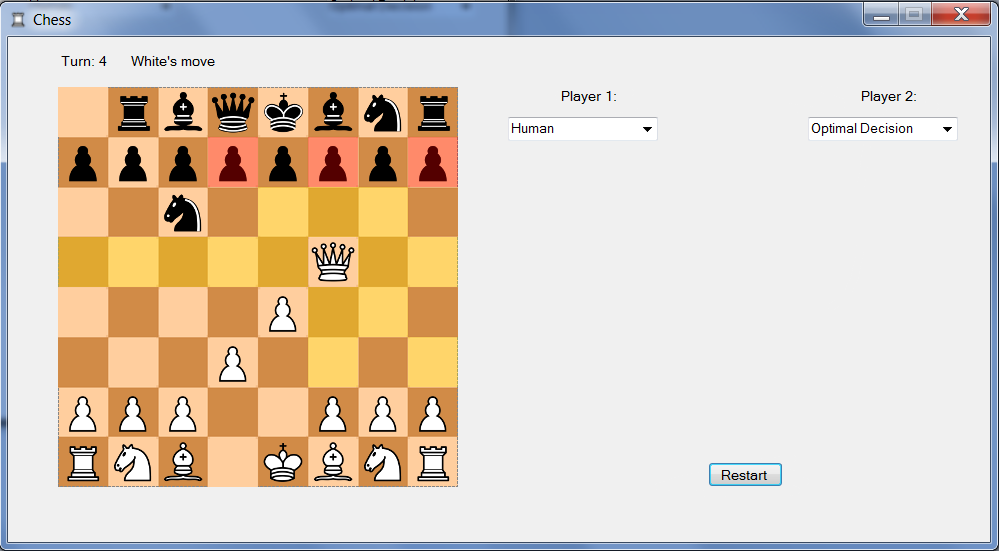 Chess
Turn: 4 White's move
Player 1:
Player 2:
Human
Optimal Decision
Restart